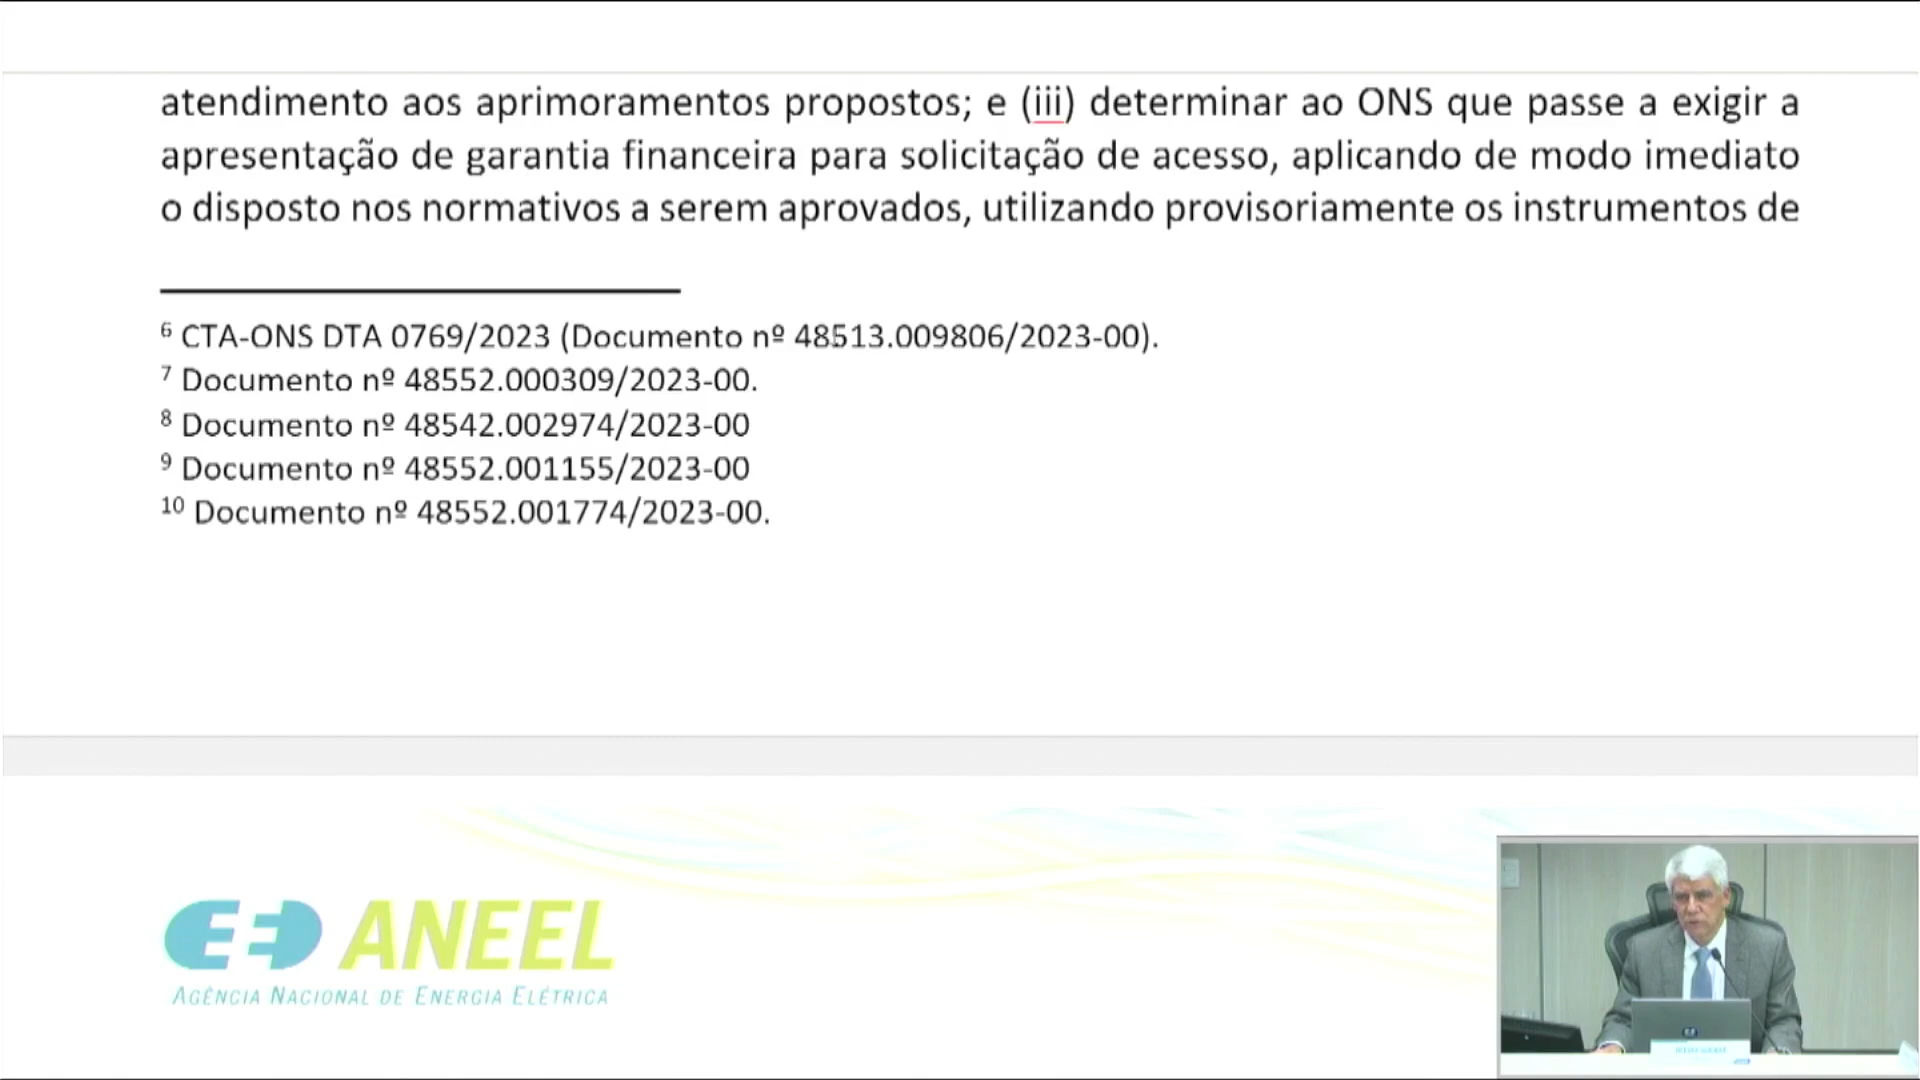 atendimento aos aprimoramentos propostos; e (iii) determinar ao ONS que passe a exigir a
apresentação de garantia financeira para solicitação de acesso, aplicando de modo imediato
o disposto nos normativos a serem aprovados, utilizando provisoriamente os instrumentos de
6 CTA-ONS DTA 0769/2023 (Documento nº 48513.009806/2023-00).
7 Documento nº 48552.000309/2023-00.
8 Documento nº 48542.002974/2023-00
9 Documento nº 48552.001155/2023-00
10 Documento nº 48552.001774/2023-00.
ANEEL
AGÊNCIA NACIONAL DE ENERGIA ELÉTRICA